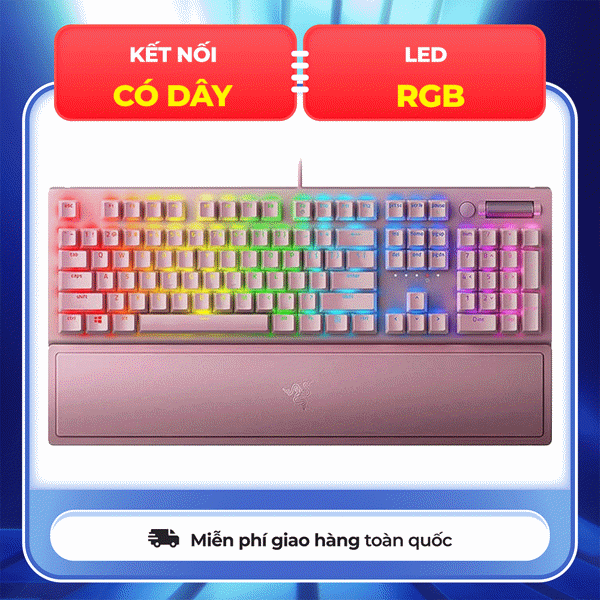 KẾT NỐI
CÓ DÂY
LED
RGB
Miễn phí giao hàng toàn quốc